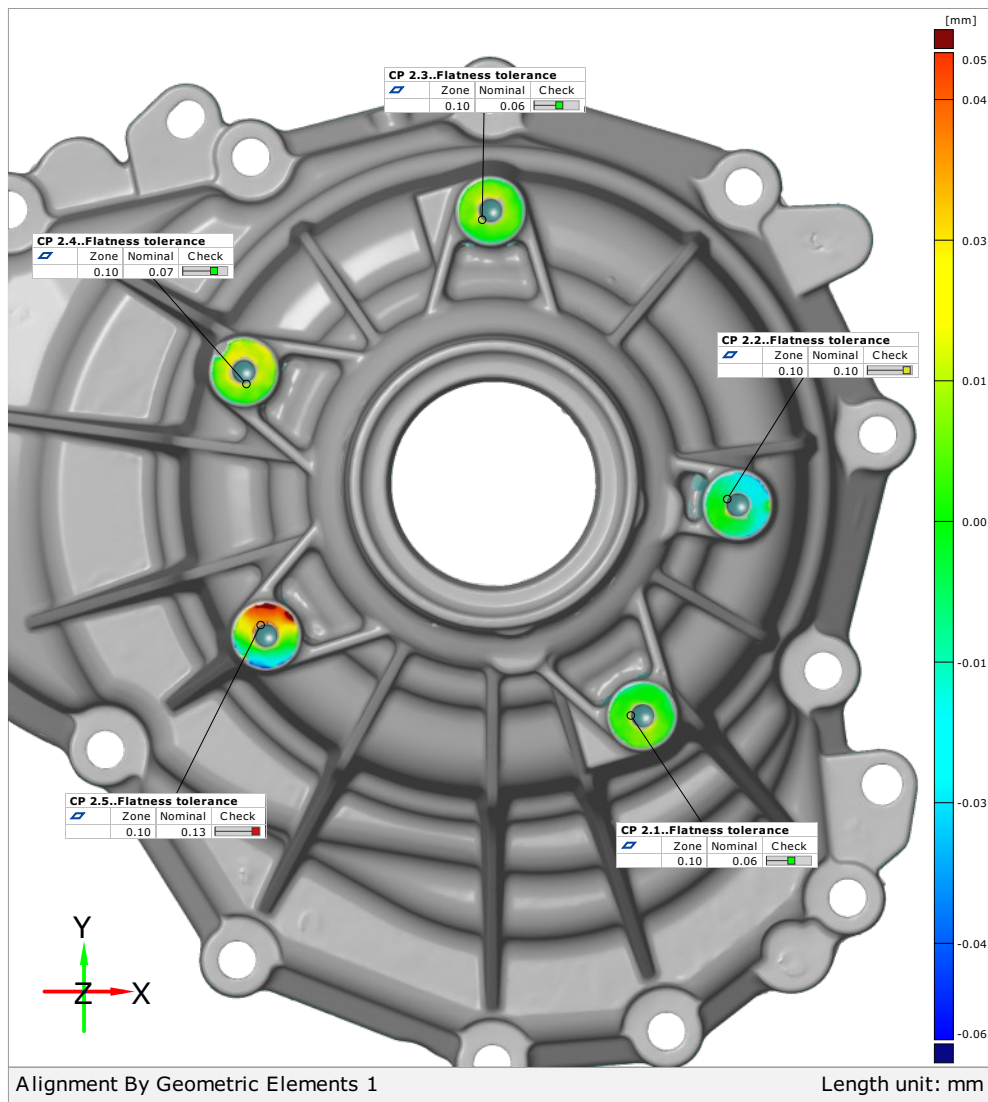 [mm]
0.05
0.04
0.03
0.01
0.00
-0.01
-0.03
-0.04
-0.06
CP 2.3..Flatness tolerance
Zone Nominal Check
0.10 0.06
CP 2.4..Flatness tolerance
Zone Nominal Check
0.10 0.07
CP 2.2..Flatness tolerance
Zone Nominal Check
0.10 0.10
CP 2.5..Flatness tolerance
Zone Nominal Check
0.10 0.13
CP 2.1..Flatness tolerance
Zone Nominal Check
0.10 0.06
Y
Z X
Alignment By Geometric Elements 1 Length unit: mm